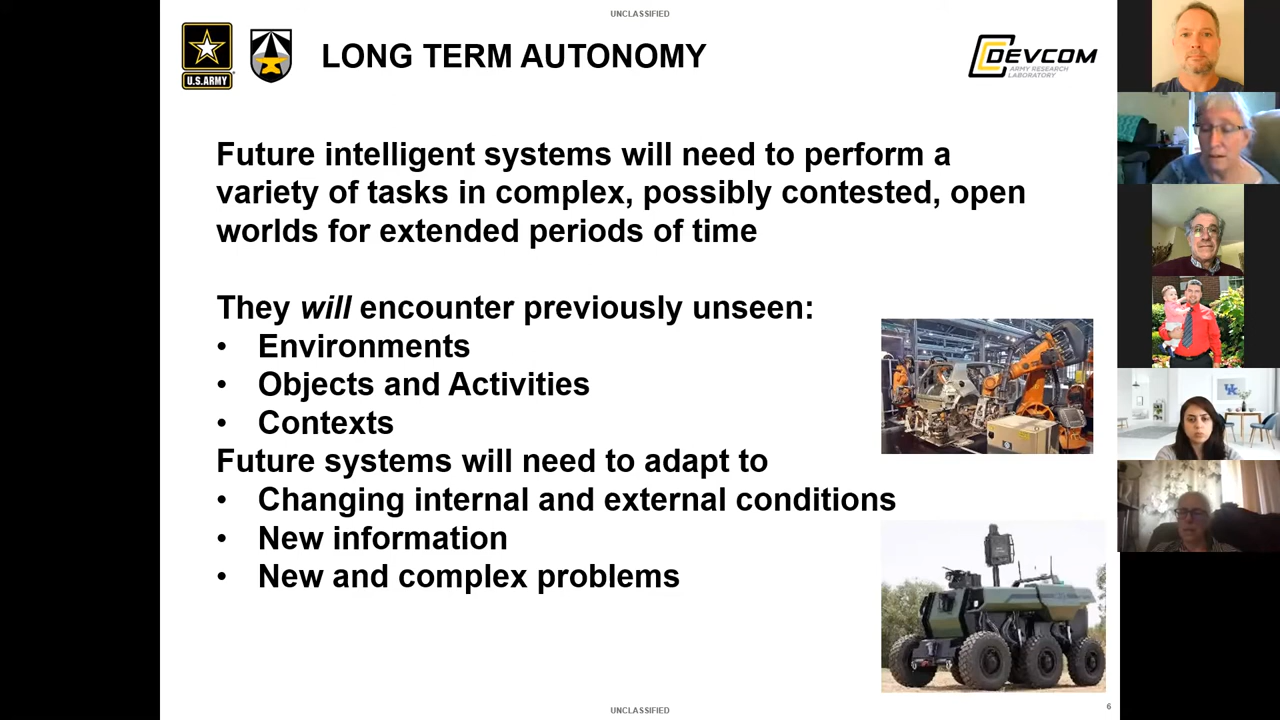 UNCLASSIFIED
U.S.ARMY
LONG TERM AUTONOMY
DEVCOM
ARMY RESEARCH
LABORATORY
Future intelligent systems will need to perform a
variety of tasks in complex, possibly contested, open
worlds for extended periods of time
They will encounter previously unseen:
• Environments
• Objects and Activities
• Contexts
Future systems will need to adapt to
• Changing internal and external conditions
• New information
• New and complex problems
UNCLASSIFIED
6
UK